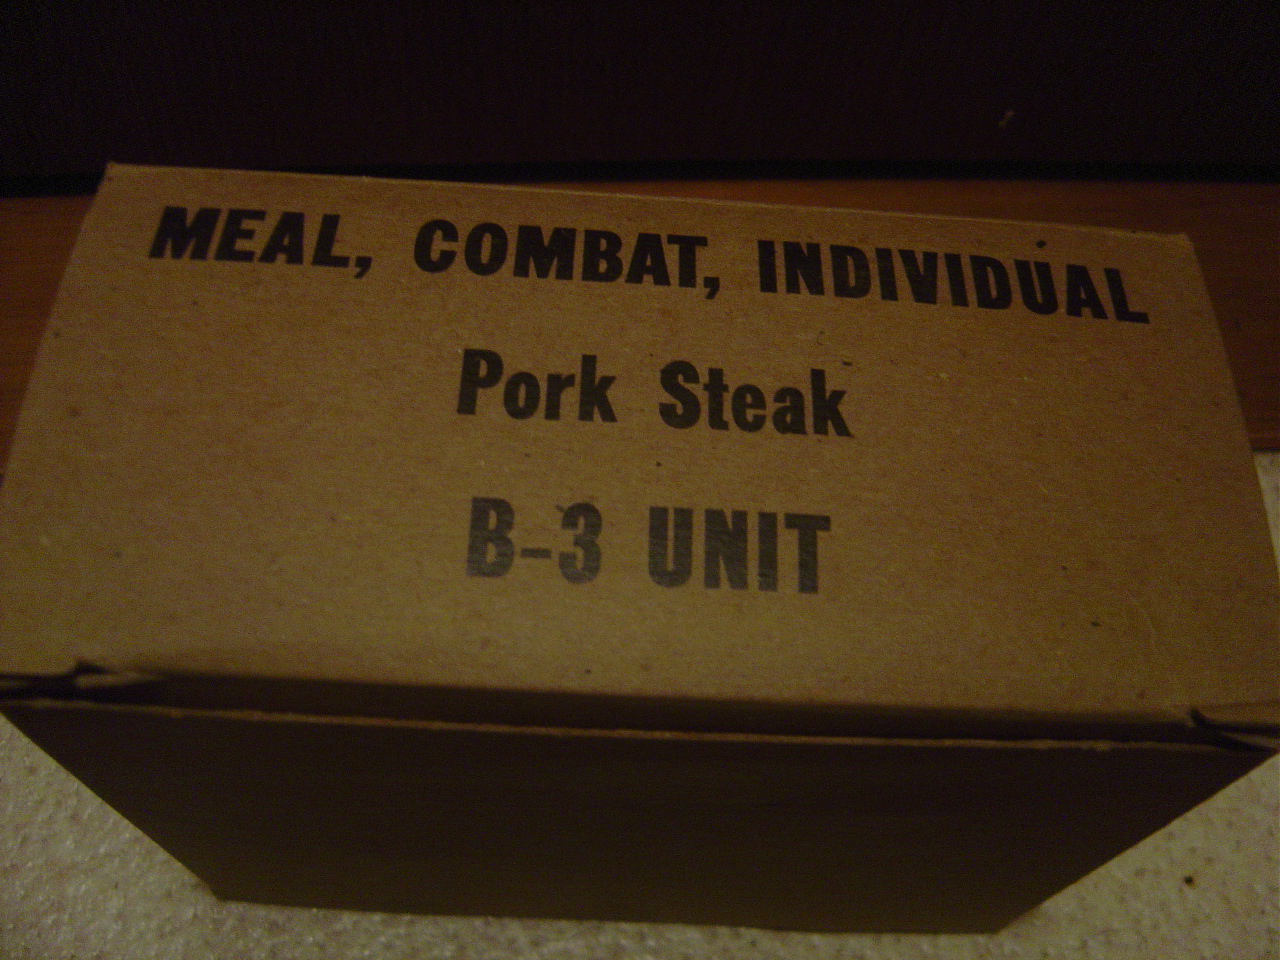 MEAL, COMBAT, INDIVIDUAL
Pork Steak
B-3 UNIT